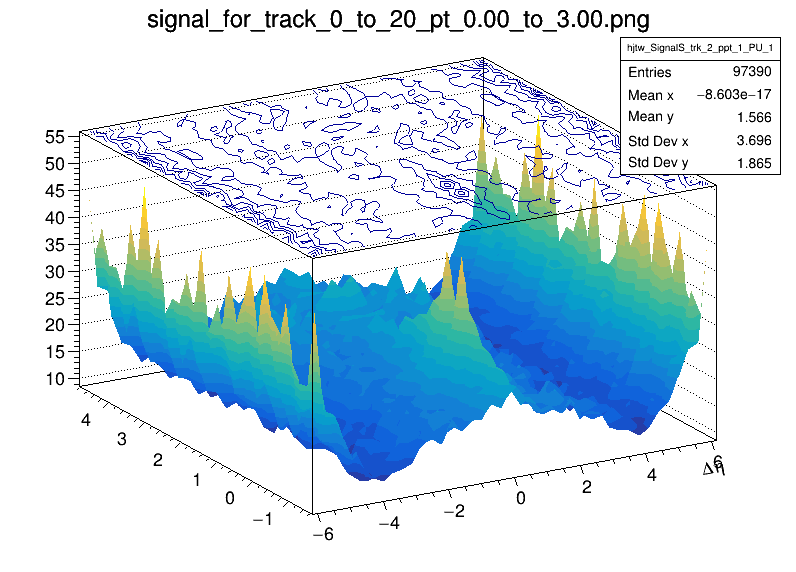 signal_for_track_0_to_20_pt_0.00_to_3.00.png
hjtw_SignalS_trk_2_ppt_1_PU_1
Entries 97390
Mean x −8.603e−17
Mean y 1.566
Std Dev x 3.696
Std Dev y 1.865
55
50
45
40
35
30
25
20
15
10
4
3
2
1
0
−1
−6
−4
−2
0
2
4
6
Δη